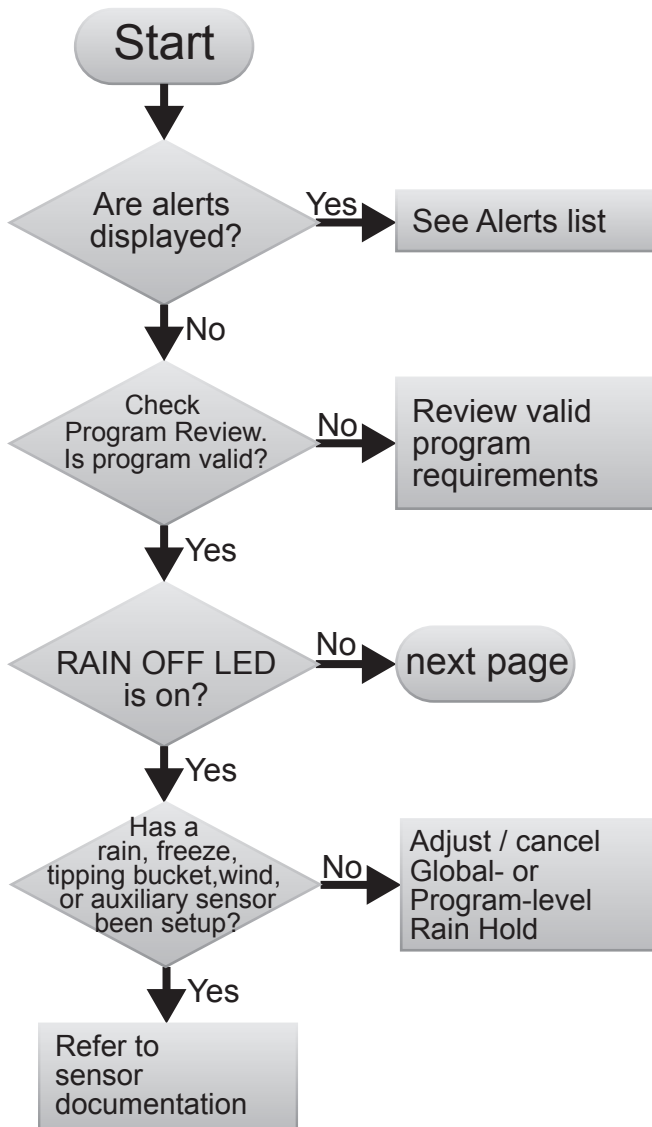 Start
Are alerts
displayed?
Yes
See Alerts list
No
Check
Program Review.
Is program valid?
No
Review valid
program
requirements
Yes
RAIN OFF LED
is on?
No
next page
Yes
Has a
rain, freeze,
tipping bucket,wind,
or auxiliary sensor
been setup?
No
Adjust / cancel
Global- or
Program-level
Rain Hold
Yes
Refer to
sensor
documentation